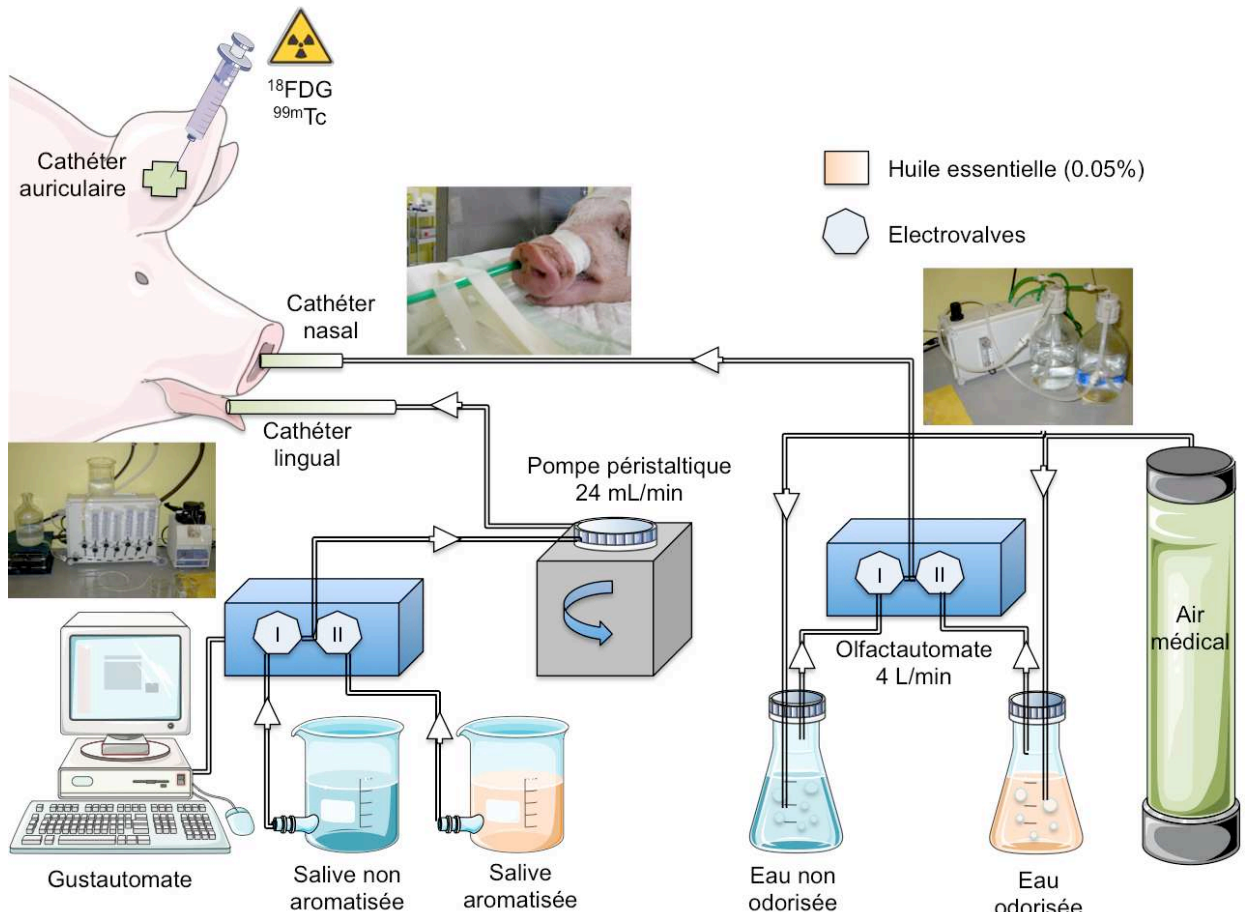 ¹⁸FDG
⁹⁹ᵐTc
Cathéter
auriculaire
Huile essentielle (0.05%)
Electrovalves
Cathéter
nasal
Cathéter
lingual
Pompe péristaltique
24 mL/min
I
II
I
II
Olfactautomate
4 L/min
Air
médical
Gustautomate
Salive non
aromatisée
Salive
aromatisée
Eau non
odorisée
Eau
odorisée